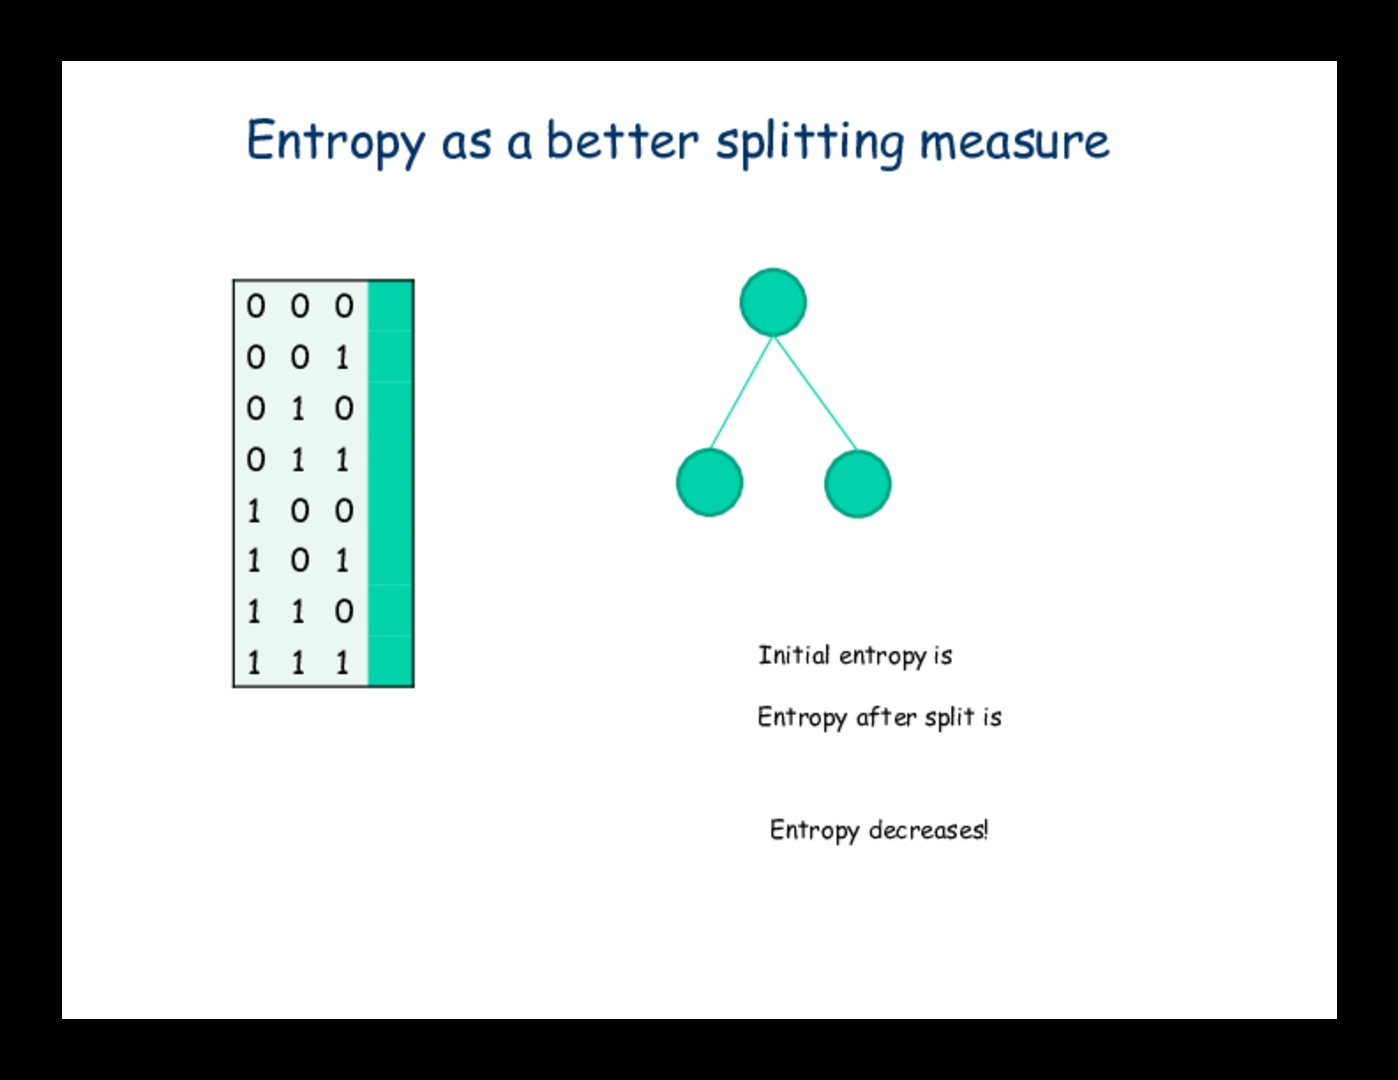 Entropy as a better splitting measure
0 0 0
0 0 1
0 1 0
0 1 1
1 0 0
1 0 1
1 1 0
1 1 1
Initial entropy is
Entropy after split is
Entropy decreases!